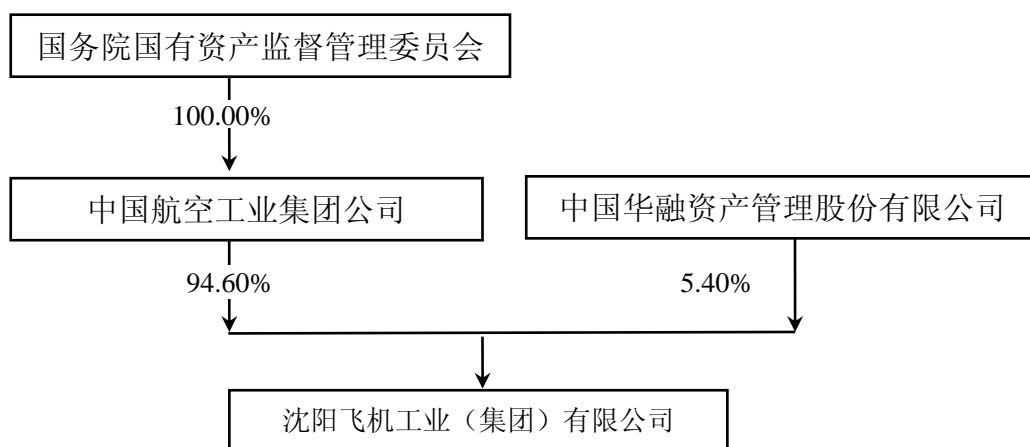 国务院国有资产监督管理委员会
100.00%
中国航空工业集团公司
中国华融资产管理股份有限公司
94.60%
5.40%
沈阳飞机工业（集团）有限公司